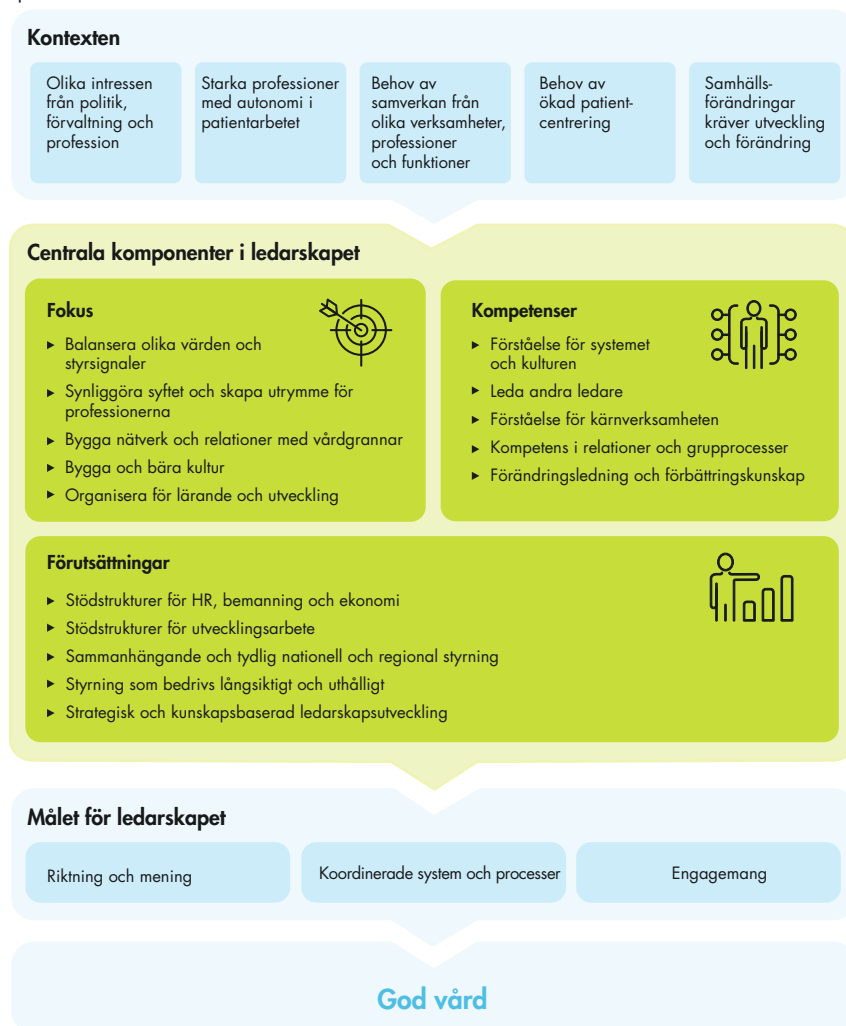 Kontexten
Olika intressen
från politik,
förvaltning och
profession
Starka professioner
med autonomi i
patientarbetet
Behov av
samverkan från
olika verksamheter,
professioner
och funktioner
Behov av
ökad patient-
centrering
Samhälls-
förändringar
kräver utveckling
och förändring
Centrala komponenter i ledarskapet
Fokus
▸ Balansera olika värden och
styrsignaler
▸ Synliggöra syftet och skapa utrymme för
professionerna
▸ Bygga nätverk och relationer med vårdgrannar
▸ Bygga och bära kultur
▸ Organisera för lärande och utveckling
Kompetenser
▸ Förståelse för systemet
och kulturen
▸ Leda andra ledare
▸ Förståelse för kärnverksamheten
▸ Kompetens i relationer och grupprocesser
▸ Förändringsledning och förbättringskunskap
Förutsättningar
▸ Stödstrukturer för HR, bemanning och ekonomi
▸ Stödstrukturer för utvecklingsarbete
▸ Sammanhängande och tydlig nationell och regional styrning
▸ Styrning som bedrivs långsiktigt och uthålligt
▸ Strategisk och kunskapsbaserad ledarskapsutveckling
Målet för ledarskapet
Riktning och mening
Koordinerade system och processer
Engagemang
God vård